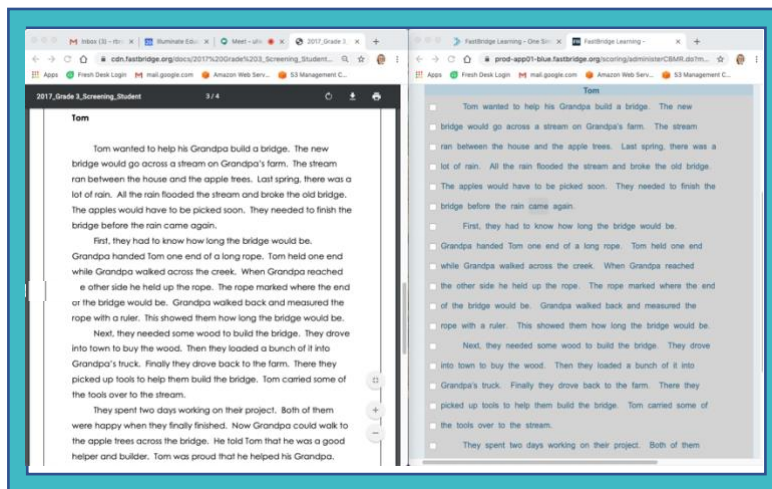 Inbox (3) - rbr
Illuminate Edu
Meet - uhv
2017_Grade 3
cdn.fastbridge.org/docs/2017%20Grade%203_Screening_Student...
Apps Fresh Desk Login mail.google.com Amazon Web Serv... S3 Management C...
2017_Grade 3_Screening_Student
3 / 4
Tom
Tom wanted to help his Grandpa build a bridge. The new
bridge would go across a stream on Grandpa's farm. The stream
ran between the house and the apple trees. Last spring, there was a
lot of rain. All the rain flooded the stream and broke the old bridge.
The apples would have to be picked soon. They needed to finish the
bridge before the rain came again.
First, they had to know how long the bridge would be.
Grandpa handed Tom one end of a long rope. Tom held one end
while Grandpa walked across the creek. When Grandpa reached
e other side he held up the rope. The rope marked where the end
or the bridge would be. Grandpa walked back and measured the
rope with a ruler. This showed them how long the bridge would be.
Next, they needed some wood to build the bridge. They drove
into town to buy the wood. Then they loaded a bunch of it into
Grandpa's truck. Finally they drove back to the farm. There they
picked up tools to help them build the bridge. Tom carried some of
the tools over to the stream.
They spent two days working on their project. Both of them
were happy when they finally finished. Now Grandpa could walk to
the apple trees across the bridge. He told Tom that he was a good
helper and builder. Tom was proud that he helped his Grandpa.
FastBridge Learning - One Sim
FastBridge Learning -
prod-app01-blue.fastbridge.org/scoring/administerCBMR.do?m...
Apps Fresh Desk Login mail.google.com Amazon Web Serv... S3 Management C...
Tom
Tom wanted to help his Grandpa build a bridge. The new
bridge would go across a stream on Grandpa's farm. The stream
ran between the house and the apple trees. Last spring, there was a
lot of rain. All the rain flooded the stream and broke the old bridge.
The apples would have to be picked soon. They needed to finish the
bridge before the rain came again.
First, they had to know how long the bridge would be.
Grandpa handed Tom one end of a long rope. Tom held one end
while Grandpa walked across the creek. When Grandpa reached
the other side he held up the rope. The rope marked where the end
of the bridge would be. Grandpa walked back and measured the
rope with a ruler. This showed them how long the bridge would be.
Next, they needed some wood to build the bridge. They drove
into town to buy the wood. Then they loaded a bunch of it into
Grandpa's truck. Finally they drove back to the farm. There they
picked up tools to help them build the bridge. Tom carried some of
the tools over to the stream.
They spent two days working on their project. Both of them